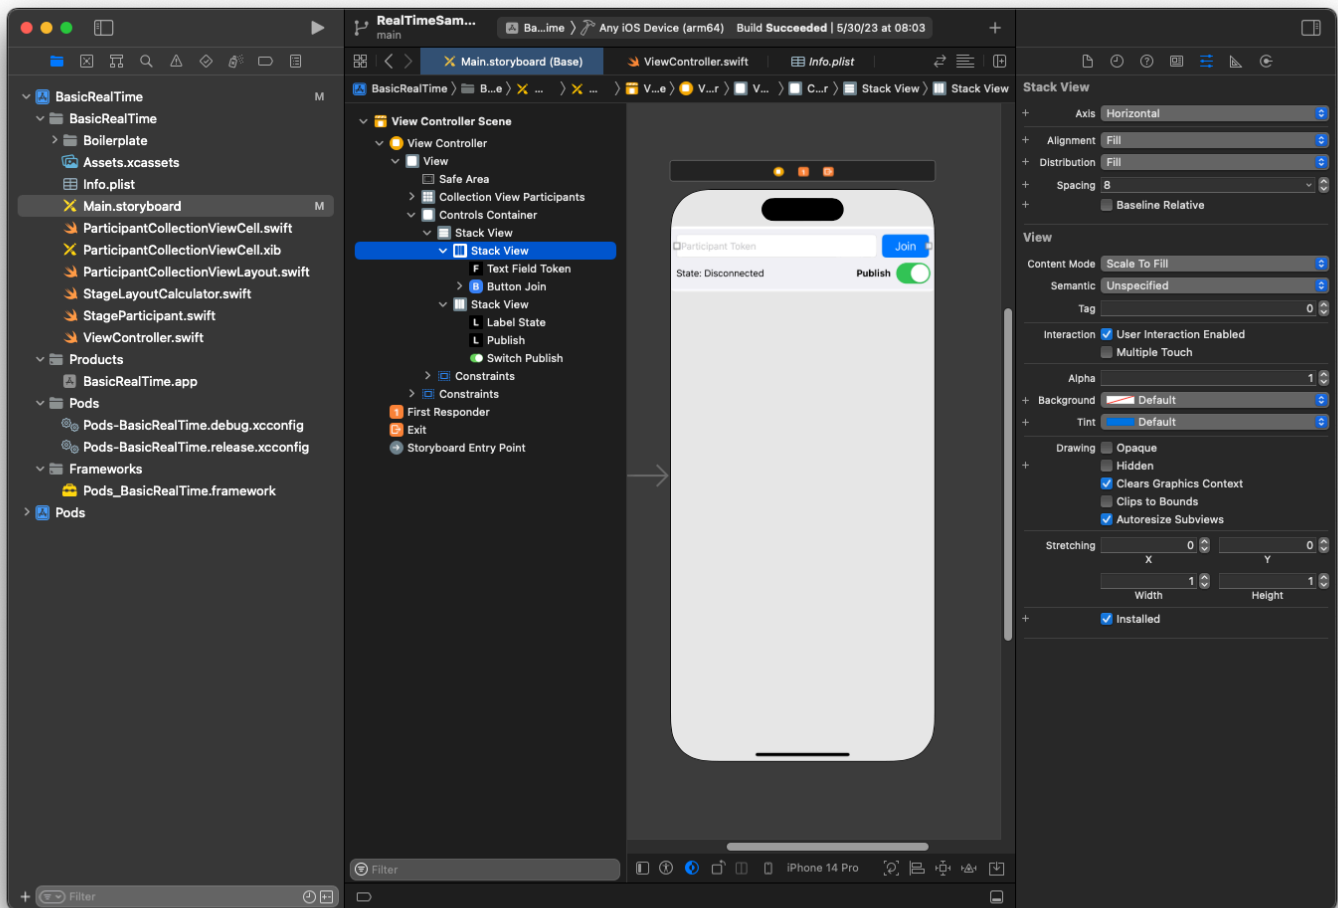 RealTimeSam...
main
Ba...ime
Any iOS Device (arm64)
Build Succeeded | 5/30/23 at 08:03
Main.storyboard (Base)
ViewController.swift
Info.plist
BasicRealTime
B...e
...
...
V...e
V...r
V...
C...r
Stack View
Stack View
BasicRealTime
M
BasicRealTime
Boilerplate
Assets.xcassets
Info.plist
Main.storyboard
M
ParticipantCollectionViewCell.swift
ParticipantCollectionViewCell.xib
ParticipantCollectionViewLayout.swift
StageLayoutCalculator.swift
StageParticipant.swift
ViewController.swift
Products
BasicRealTime.app
Pods
Pods-BasicRealTime.debug.xcconfig
Pods-BasicRealTime.release.xcconfig
Frameworks
Pods_BasicRealTime.framework
Pods
Filter
View Controller Scene
View Controller
View
Safe Area
Collection View Participants
Controls Container
Stack View
Stack View
F Text Field Token
B Button Join
Stack View
L Label State
L Publish
Switch Publish
Constraints
Constraints
1 First Responder
Exit
Storyboard Entry Point
Filter
1
Participant Token
Join
State: Disconnected
Publish
iPhone 14 Pro
Stack View
Axis Horizontal
Alignment Fill
Distribution Fill
Spacing 8
Baseline Relative
View
Content Mode Scale To Fill
Semantic Unspecified
Tag 0
Interaction User Interaction Enabled
Multiple Touch
Alpha 1
Background Default
Tint Default
Drawing Opaque
Hidden
Clears Graphics Context
Clips to Bounds
Autoresize Subviews
Stretching 0 0
X Y
1 1
Width Height
Installed